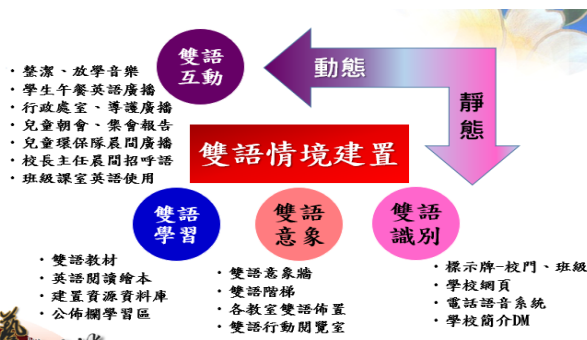 雙語
互動
動態
靜態
・整潔、放學音樂
・學生午餐英語廣播
・行政處室、導護廣播
・兒童朝會、集會報告
・兒童環保隊晨間廣播
・校長主任晨間招呼語
・班級課室英語使用
雙語情境建置
雙語
學習
雙語
意象
雙語
識別
・雙語教材
・英語閱讀繪本
・建置資源資料庫
・公佈欄學習區
・雙語意象牆
・雙語階梯
・各教室雙語佈置
・雙語行動閱覽室
・標示牌-校門、班級
・學校網頁
・電話語音系統
・學校簡介DM